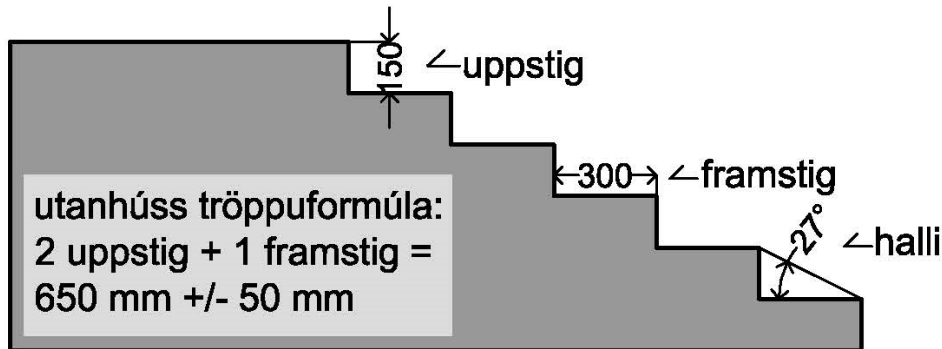 150
uppstig
300
framstig
27°
halli
utanhúss tröppuformúla:
2 uppstig + 1 framstig =
650 mm +/- 50 mm